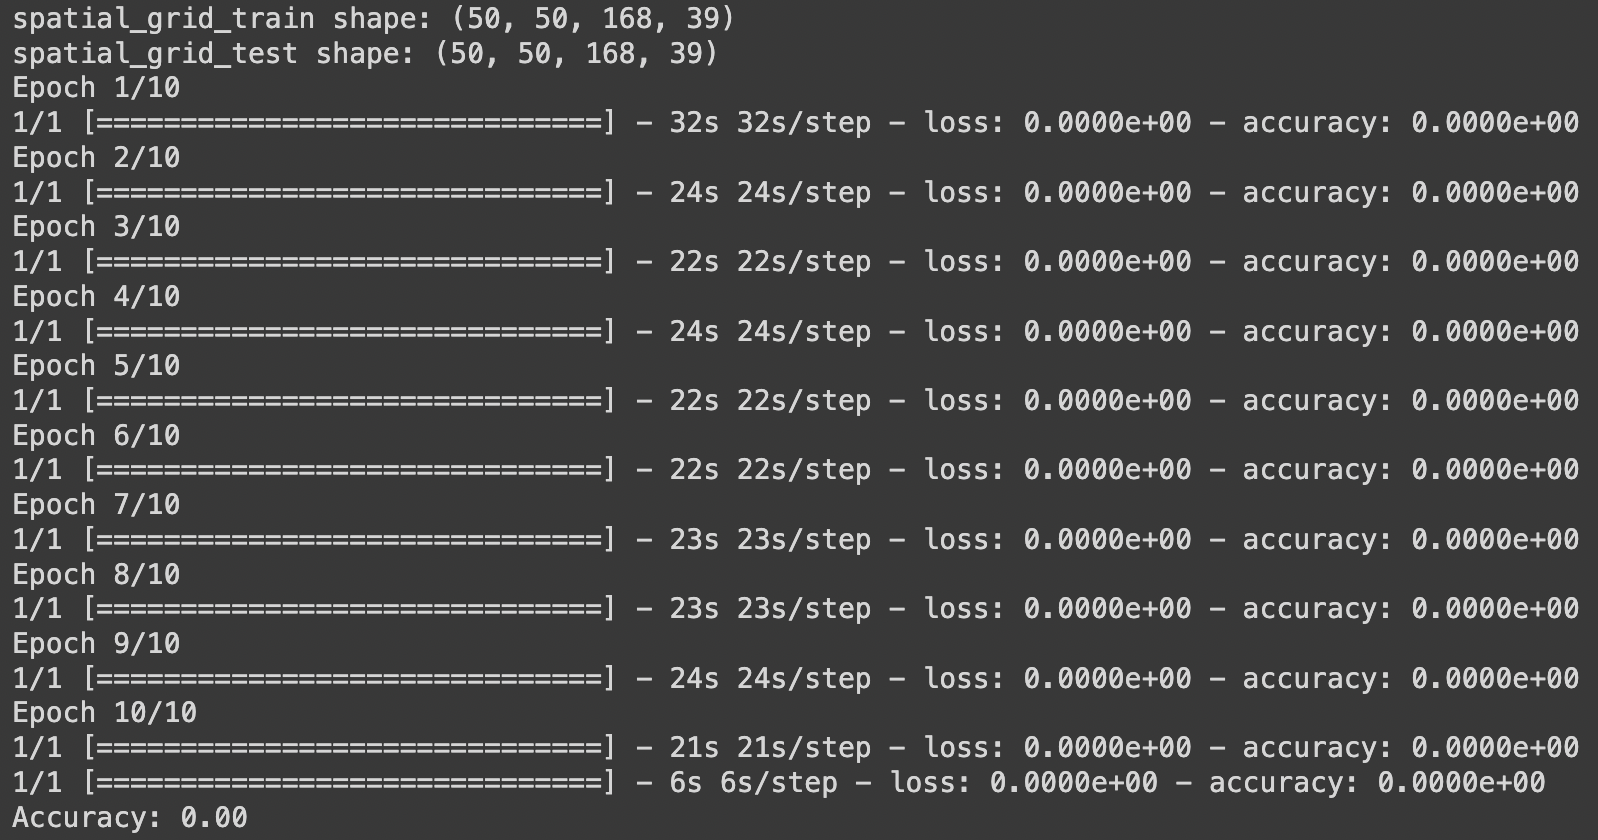 spatial_grid_train shape: (50, 50, 168, 39)
spatial_grid_test shape: (50, 50, 168, 39)
Epoch 1/10
1/1 [==============================] - 32s 32s/step - loss: 0.0000e+00 - accuracy: 0.0000e+00
Epoch 2/10
1/1 [==============================] - 24s 24s/step - loss: 0.0000e+00 - accuracy: 0.0000e+00
Epoch 3/10
1/1 [==============================] - 22s 22s/step - loss: 0.0000e+00 - accuracy: 0.0000e+00
Epoch 4/10
1/1 [==============================] - 24s 24s/step - loss: 0.0000e+00 - accuracy: 0.0000e+00
Epoch 5/10
1/1 [==============================] - 22s 22s/step - loss: 0.0000e+00 - accuracy: 0.0000e+00
Epoch 6/10
1/1 [==============================] - 22s 22s/step - loss: 0.0000e+00 - accuracy: 0.0000e+00
Epoch 7/10
1/1 [==============================] - 23s 23s/step - loss: 0.0000e+00 - accuracy: 0.0000e+00
Epoch 8/10
1/1 [==============================] - 23s 23s/step - loss: 0.0000e+00 - accuracy: 0.0000e+00
Epoch 9/10
1/1 [==============================] - 24s 24s/step - loss: 0.0000e+00 - accuracy: 0.0000e+00
Epoch 10/10
1/1 [==============================] - 21s 21s/step - loss: 0.0000e+00 - accuracy: 0.0000e+00
1/1 [==============================] - 6s 6s/step - loss: 0.0000e+00 - accuracy: 0.0000e+00
Accuracy: 0.00